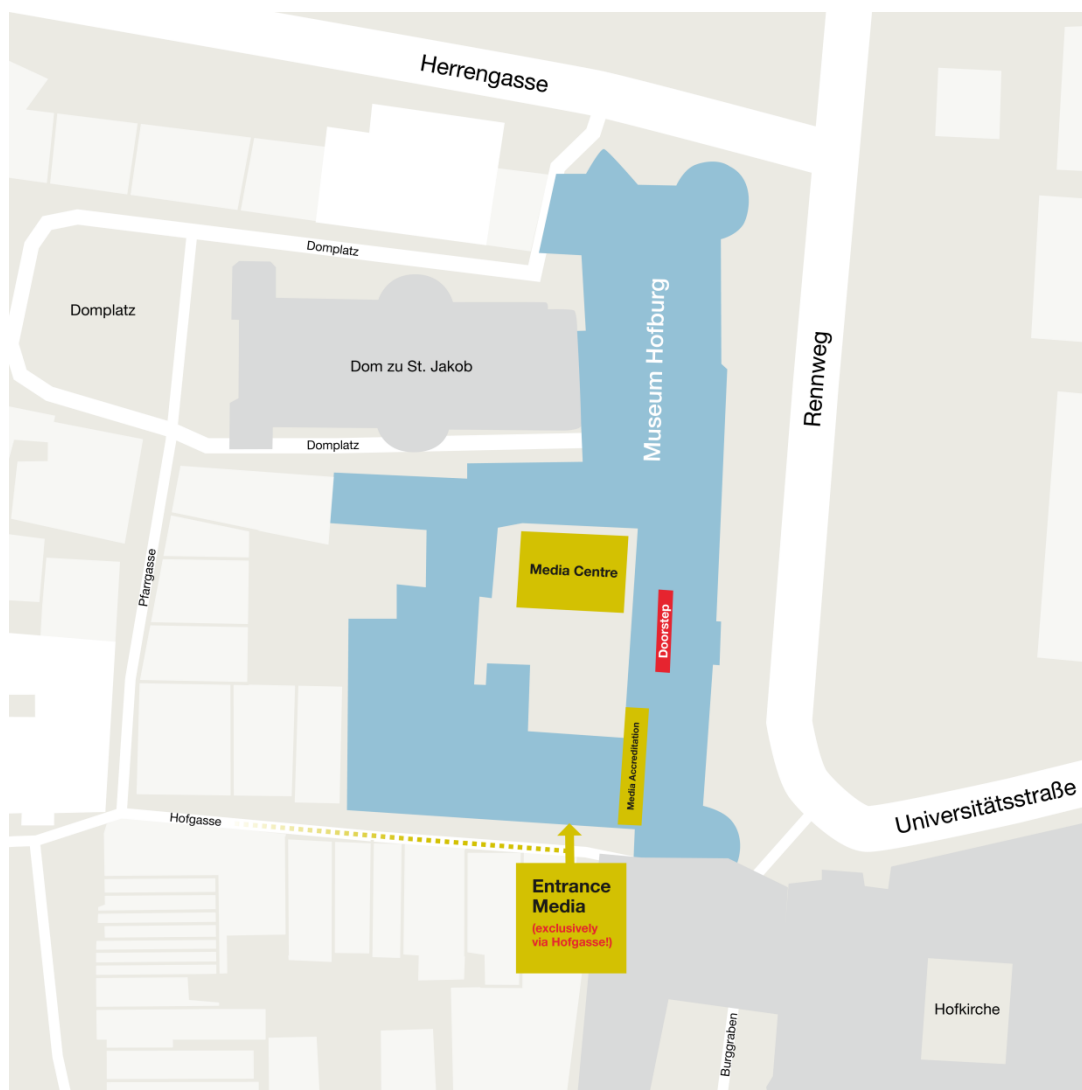 Herrengasse
Domplatz
Domplatz
Dom zu St. Jakob
Museum Hofburg
Rennweg
Domplatz
Media Centre
Pfarrgasse
Doorstep
Media Accreditation
Universitätsstraße
Hofgasse
Entrance
Media
(exclusively
via Hofgasse!)
Hofkirche
Burggraben